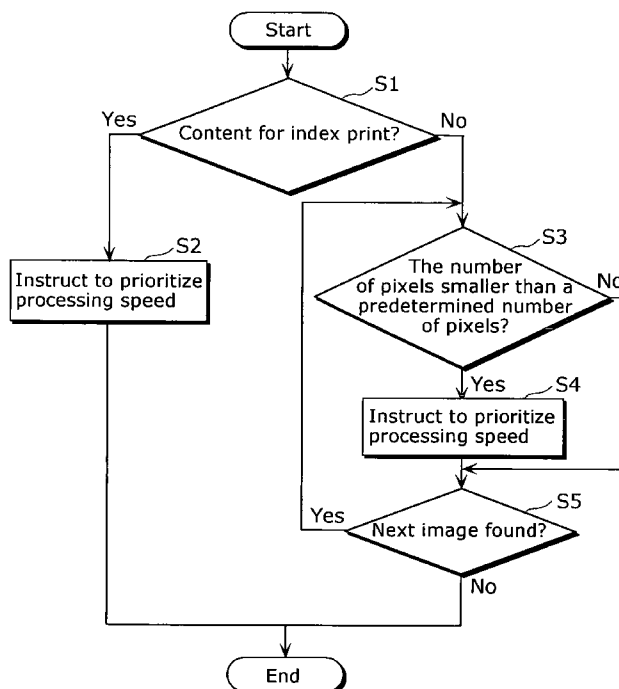 Start
S1
Yes
Content for index print?
No
S2
Instruct to prioritize
processing speed
S3
The number
of pixels smaller than a
predetermined number
of pixels?
No
Yes
S4
Instruct to prioritize
processing speed
S5
Yes
Next image found?
No
End